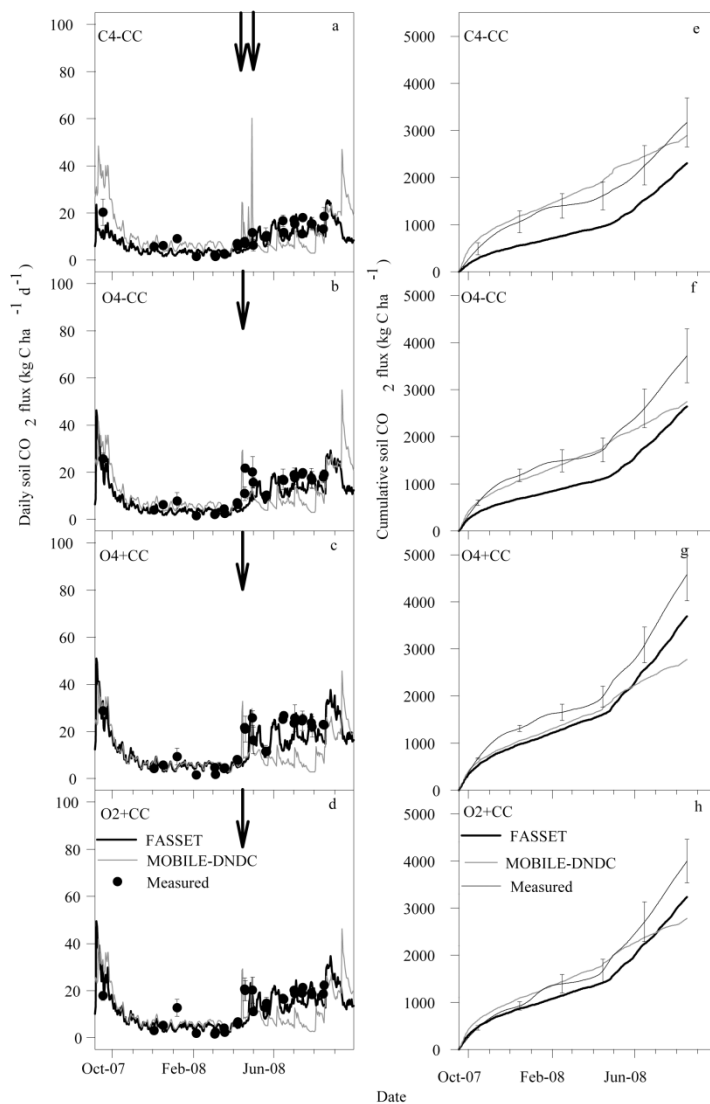 100
80
60
40
20
0
C4-CC
a
5000
4000
3000
2000
1000
0
C4-CC
e
100
80
60
40
20
0
O4-CC
b
5000
4000
3000
2000
1000
0
O4-CC
f
Daily soil CO 2 flux (kg C ha -1 d-1)
Cumulative soil CO 2 flux (kg C ha -1)
100
80
60
40
20
0
O4+CC
c
5000
4000
3000
2000
1000
0
O4+CC
g
100
80
60
40
20
0
O2+CC
d
FASSET
MOBILE-DNDC
Measured
5000
4000
3000
2000
1000
0
O2+CC
h
FASSET
MOBILE-DNDC
Measured
Oct-07
Feb-08
Jun-08
Oct-07
Feb-08
Jun-08
Date